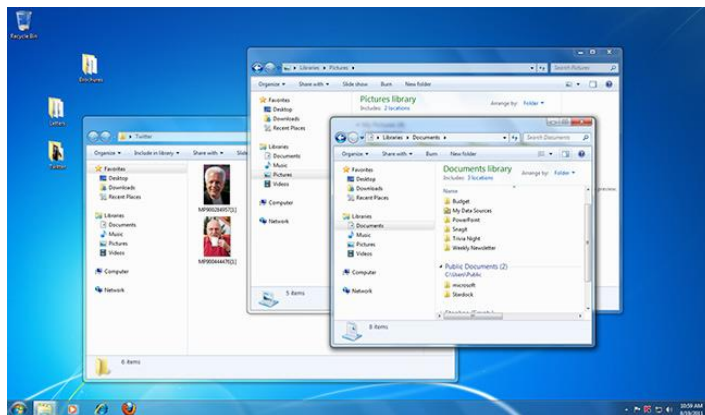 Recycle Bin
Brochures
Letters
Twitter
Libraries ▸ Pictures ▸
Search Pictures
Organize ▾ Share with ▾ Slide show Burn New folder
Favorites
Desktop
Downloads
Recent Places
Libraries
Documents
Music
Pictures
Videos
Computer
Network
Pictures library
Includes: 2 locations
Arrange by: Folder ▾
5 items
Twitter
Organize ▾ Include in library ▾ Share with ▾ Slide
Favorites
Desktop
Downloads
Recent Places
Libraries
Documents
Music
Pictures
Videos
Computer
Network
MP900284957[1]
MP900444476[1]
6 items
Libraries ▸ Documents ▸
Search Documents
Organize ▾ Share with ▾ Burn New folder
Favorites
Desktop
Downloads
Recent Places
Libraries
Documents
Music
Pictures
Videos
Computer
Network
Documents library
Includes: 3 locations
Arrange by: Folder ▾
Name
Budget
My Data Sources
PowerPoint
Snagit
Trivia Night
Weekly Newsletter
Public Documents (2)
C:\Users\Public
microsoft
Stardock
8 items
10:59 AM